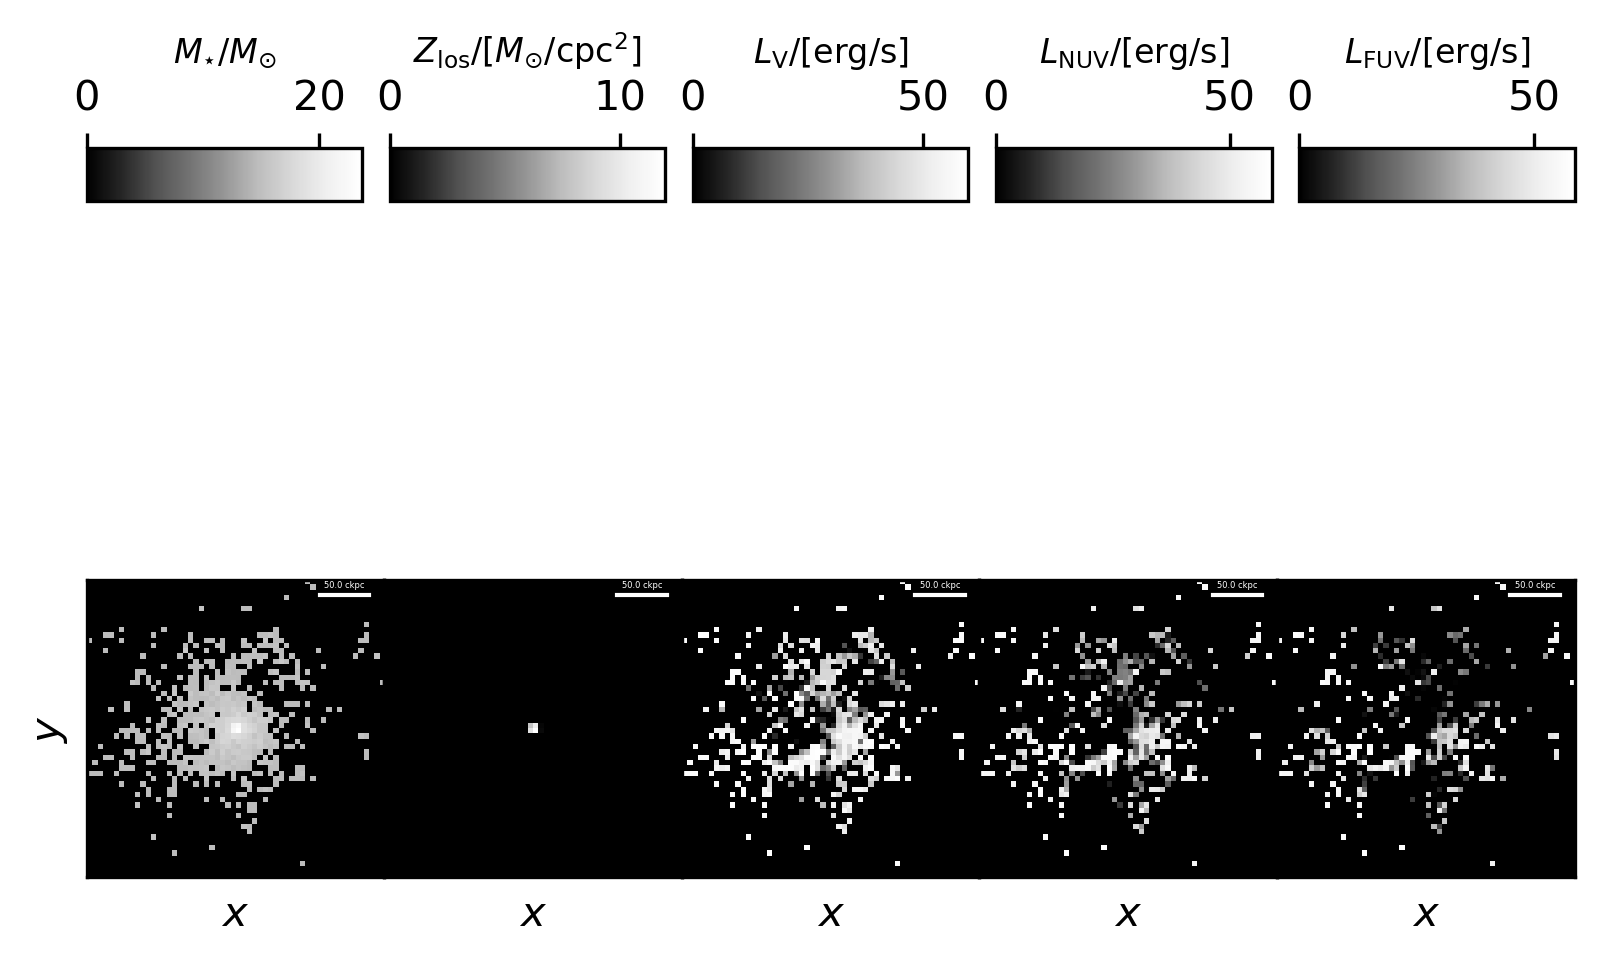 M⋆/M⊙ Z_los/[M⊙/cpc²] L_V/[erg/s] L_NUV/[erg/s] L_FUV/[erg/s]
0 20 0 10 0 50 0 50 0 50
50.0 ckpc 50.0 ckpc 50.0 ckpc 50.0 ckpc 50.0 ckpc
y
x x x x x